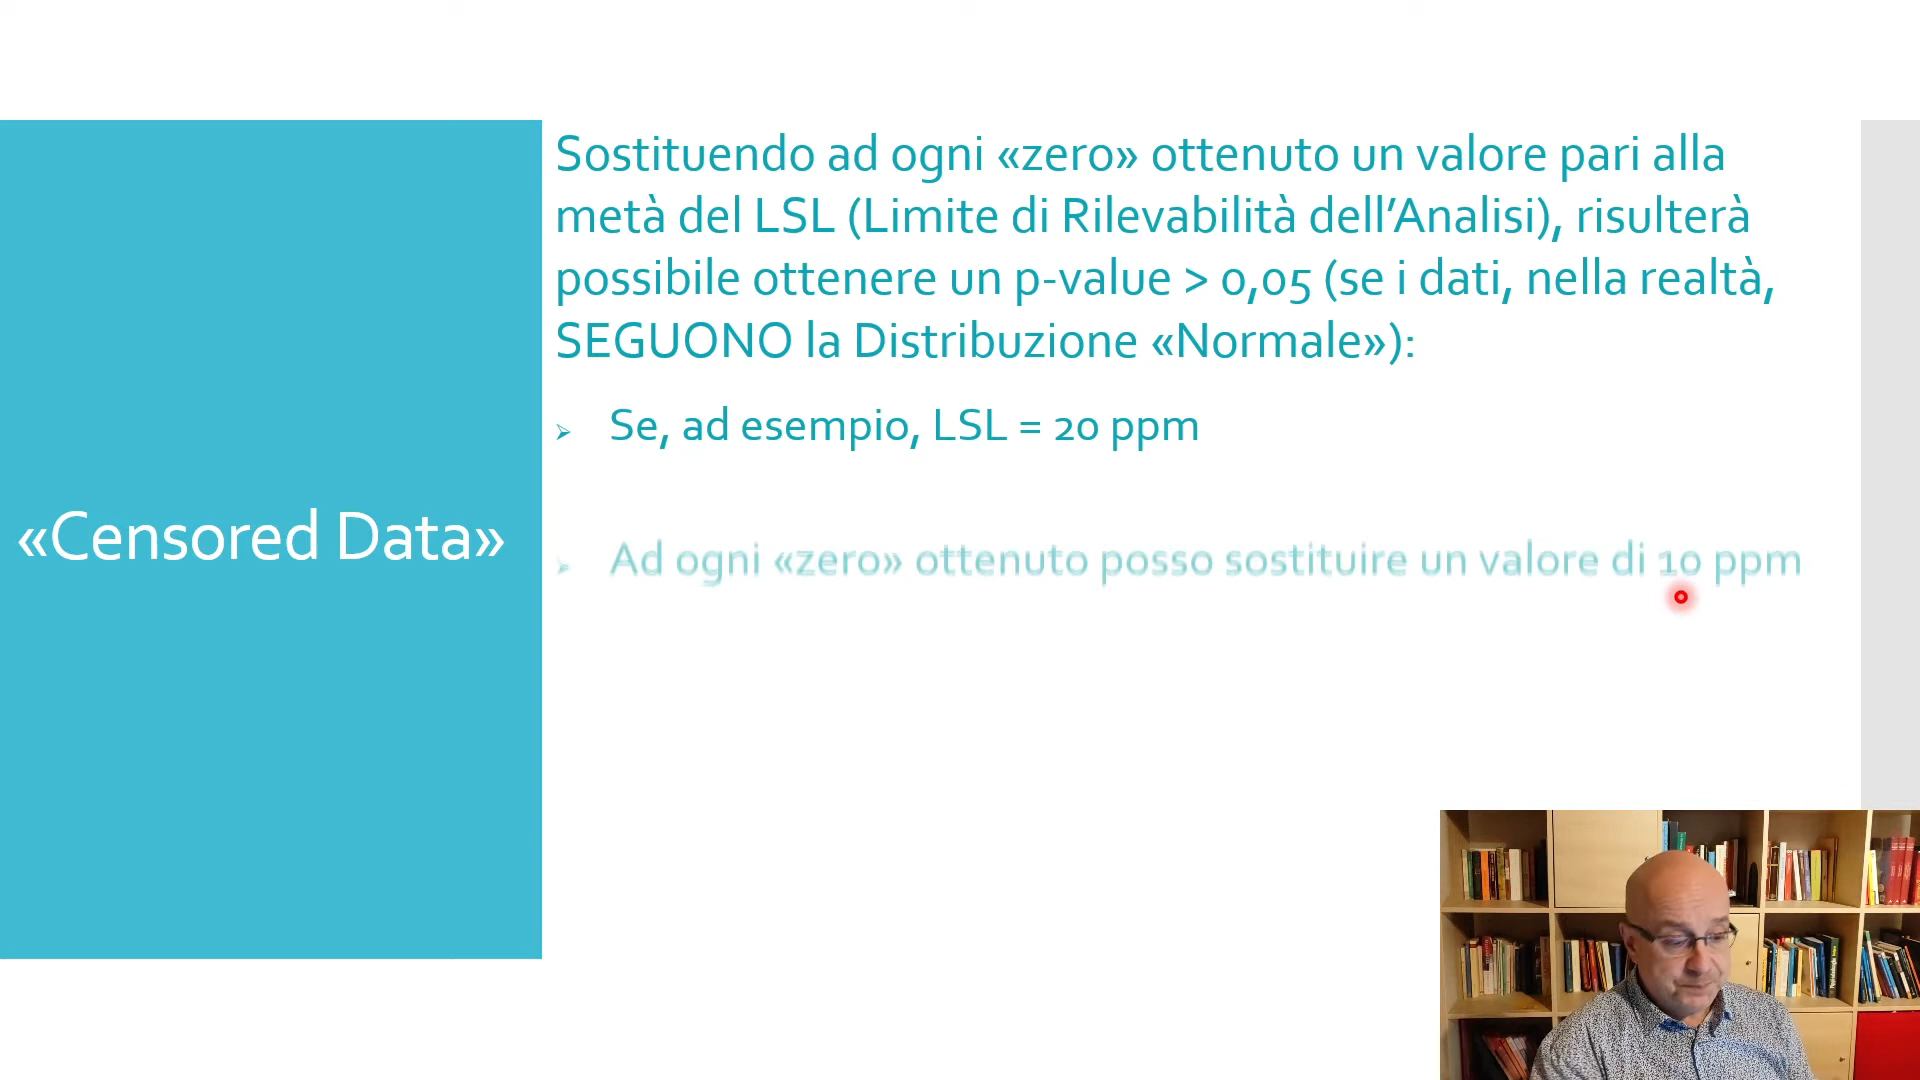 «Censored Data»
Sostituendo ad ogni «zero» ottenuto un valore pari alla
metà del LSL (Limite di Rilevabilità dell’Analisi), risulterà
possibile ottenere un p-value > 0,05 (se i dati, nella realtà,
SEGUONO la Distribuzione «Normale»):
Se, ad esempio, LSL = 20 ppm
Ad ogni «zero» ottenuto posso sostituire un valore di 10 ppm